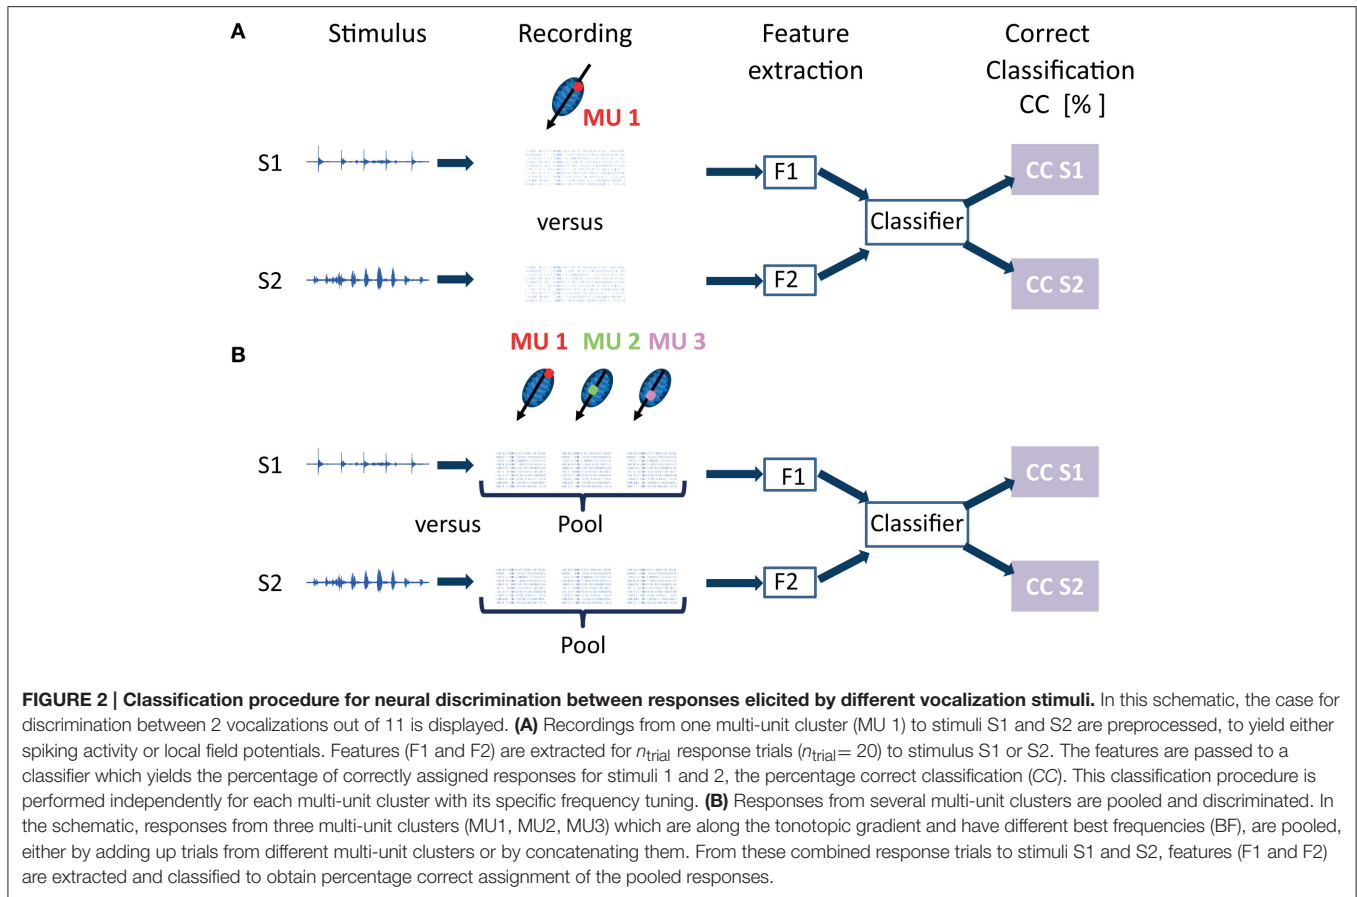 A Stimulus Recording Feature Correct
extraction Classification
CC [% ]
MU 1
S1 F1 CC S1
versus Classifier
S2 F2 CC S2
B MU 1 MU 2 MU 3
S1 F1 CC S1
versus Pool Classifier
S2 F2 CC S2
Pool
FIGURE 2 | Classification procedure for neural discrimination between responses elicited by different vocalization stimuli. In this schematic, the case for
discrimination between 2 vocalizations out of 11 is displayed. (A) Recordings from one multi-unit cluster (MU 1) to stimuli S1 and S2 are preprocessed, to yield either
spiking activity or local field potentials. Features (F1 and F2) are extracted for ntrial response trials (ntrial= 20) to stimulus S1 or S2. The features are passed to a
classifier which yields the percentage of correctly assigned responses for stimuli 1 and 2, the percentage correct classification (CC). This classification procedure is
performed independently for each multi-unit cluster with its specific frequency tuning. (B) Responses from several multi-unit clusters are pooled and discriminated. In
the schematic, responses from three multi-unit clusters (MU1, MU2, MU3) which are along the tonotopic gradient and have different best frequencies (BF), are pooled,
either by adding up trials from different multi-unit clusters or by concatenating them. From these combined response trials to stimuli S1 and S2, features (F1 and F2)
are extracted and classified to obtain percentage correct assignment of the pooled responses.